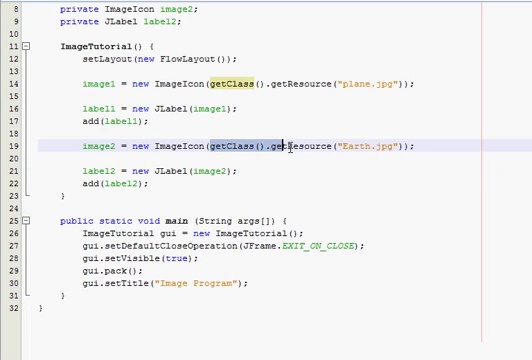 8 private ImageIcon image2;
9 private JLabel label2;
10
11 ImageTutorial() {
12 setLayout(new FlowLayout());
13
14 image1 = new ImageIcon(getClass().getResource("plane.jpg"));
15
16 label1 = new JLabel(image1);
17 add(label1);
18
19 image2 = new ImageIcon(getClass().getResource("Earth.jpg"));
20
21 label2 = new JLabel(image2);
22 add(label2);
23 }
24
25 public static void main (String args[]) {
26 ImageTutorial gui = new ImageTutorial();
27 gui.setDefaultCloseOperation(JFrame.EXIT_ON_CLOSE);
28 gui.setVisible(true);
29 gui.pack();
30 gui.setTitle("Image Program");
31 }
32 }